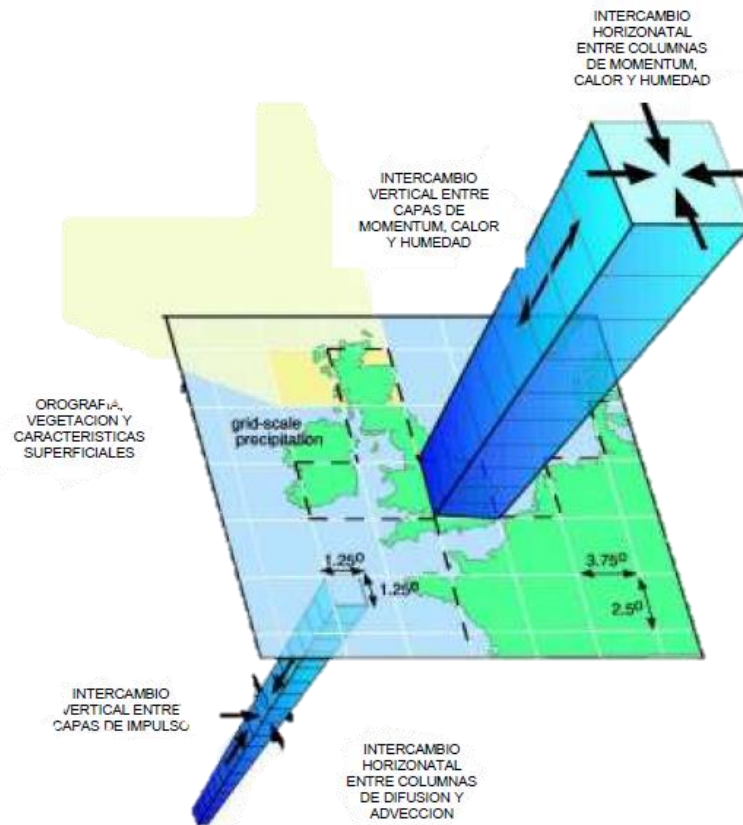 INTERCAMBIO
HORIZONATAL
ENTRE COLUMNAS
DE MOMENTUM,
CALOR Y HUMEDAD
INTERCAMBIO
VERTICAL ENTRE
CAPAS DE
MOMENTUM, CALOR
Y HUMEDAD
OROGRAFIA,
VEGETACION Y
CARACTERISTICAS
SUPERFICIALES
grid-scale
precipitation
1.25º
1.25º
3.75º
2.5º
INTERCAMBIO
VERTICAL ENTRE
CAPAS DE IMPULSO
INTERCAMBIO
HORIZONATAL
ENTRE COLUMNAS
DE DIFUSION Y
ADVECCION